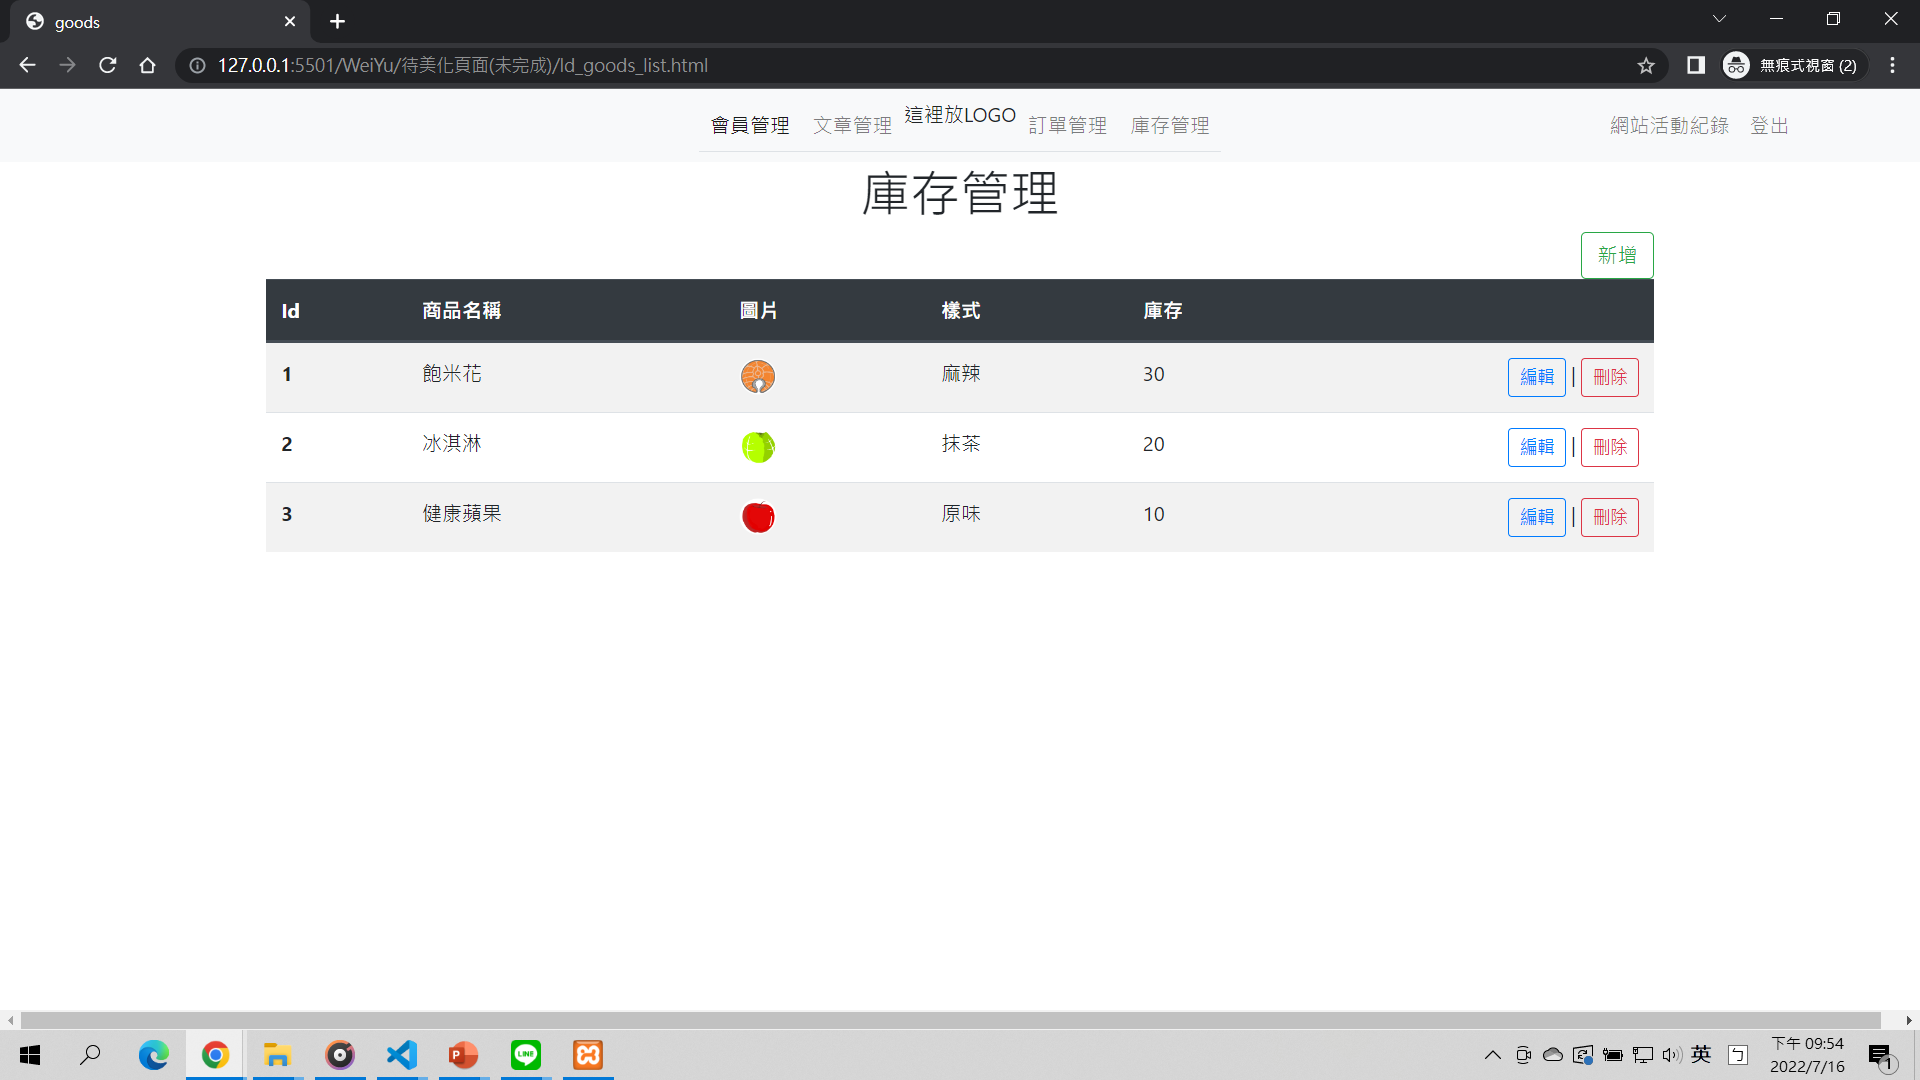 goods
127.0.0.1:5501/WeiYu/待美化頁面(未完成)/ld_goods_list.html
無痕式視窗 (2)
會員管理 文章管理 這裡放LOGO 訂單管理 庫存管理 網站活動紀錄 登出
庫存管理
新增
Id 商品名稱 圖片 樣式 庫存
1 飽米花 麻辣 30 編輯 | 刪除
2 冰淇淋 抹茶 20 編輯 | 刪除
3 健康蘋果 原味 10 編輯 | 刪除
P LINE 英 ㄅ 下午 09:54
2022/7/16 1